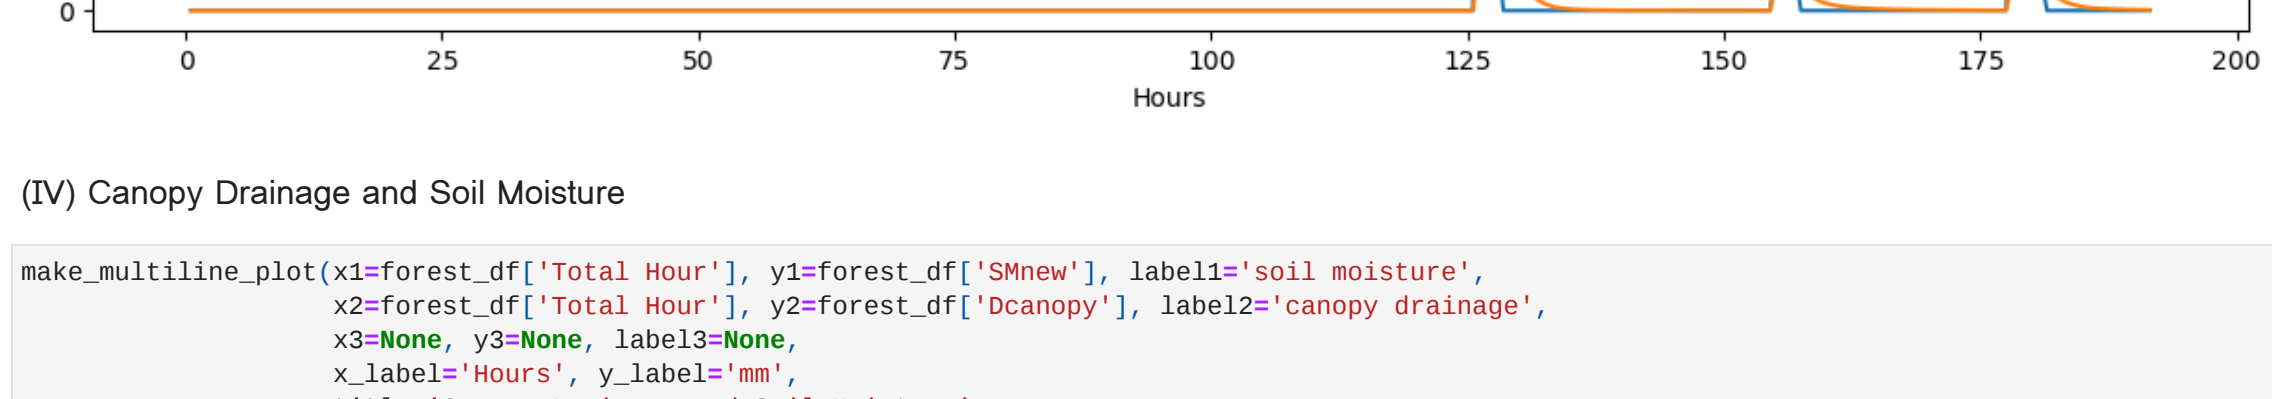 0
0 25 50 75 100 125 150 175 200
Hours
(IV) Canopy Drainage and Soil Moisture
make_multiline_plot(x1=forest_df['Total Hour'], y1=forest_df['SMnew'], label1='soil moisture',
x2=forest_df['Total Hour'], y2=forest_df['Dcanopy'], label2='canopy drainage',
x3=None, y3=None, label3=None,
x_label='Hours', y_label='mm',